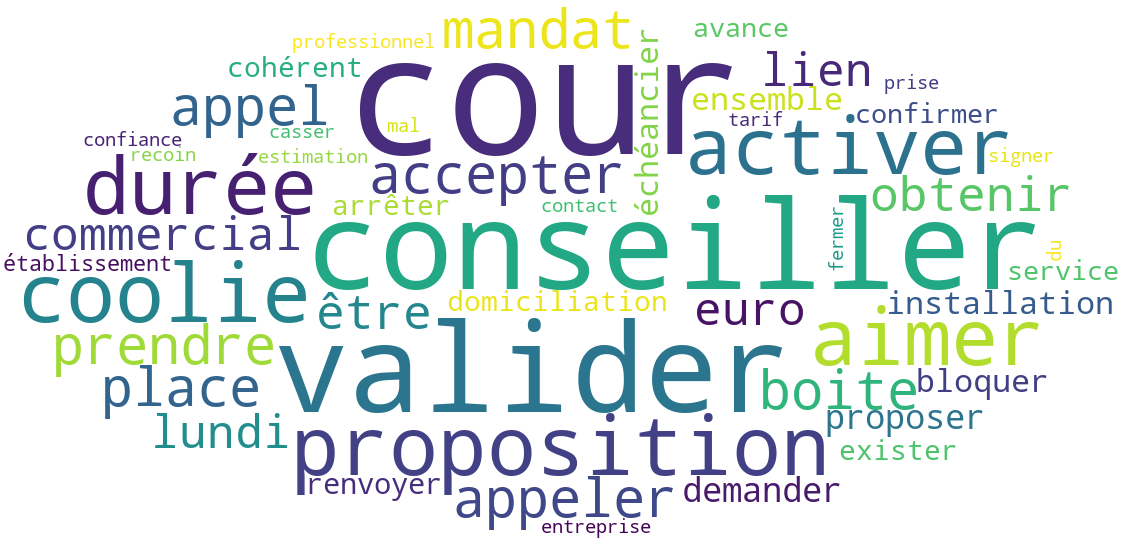 mandat
avance
professionnel
cour
cohérent
échéancier
lien
prise
appel
ensemble
confirmer
tarif
mal
casser
confiance
activer
recoin
estimation
signer
durée
accepter
obtenir
arrêter
contact
conseiller
fermer
commercial
du
établissement
service
coolie
être
domiciliation
euro
installation
prendre
valider
aimer
place
boite
bloquer
lundi
proposition
proposer
exister
renvoyer
appeler
demander
entreprise